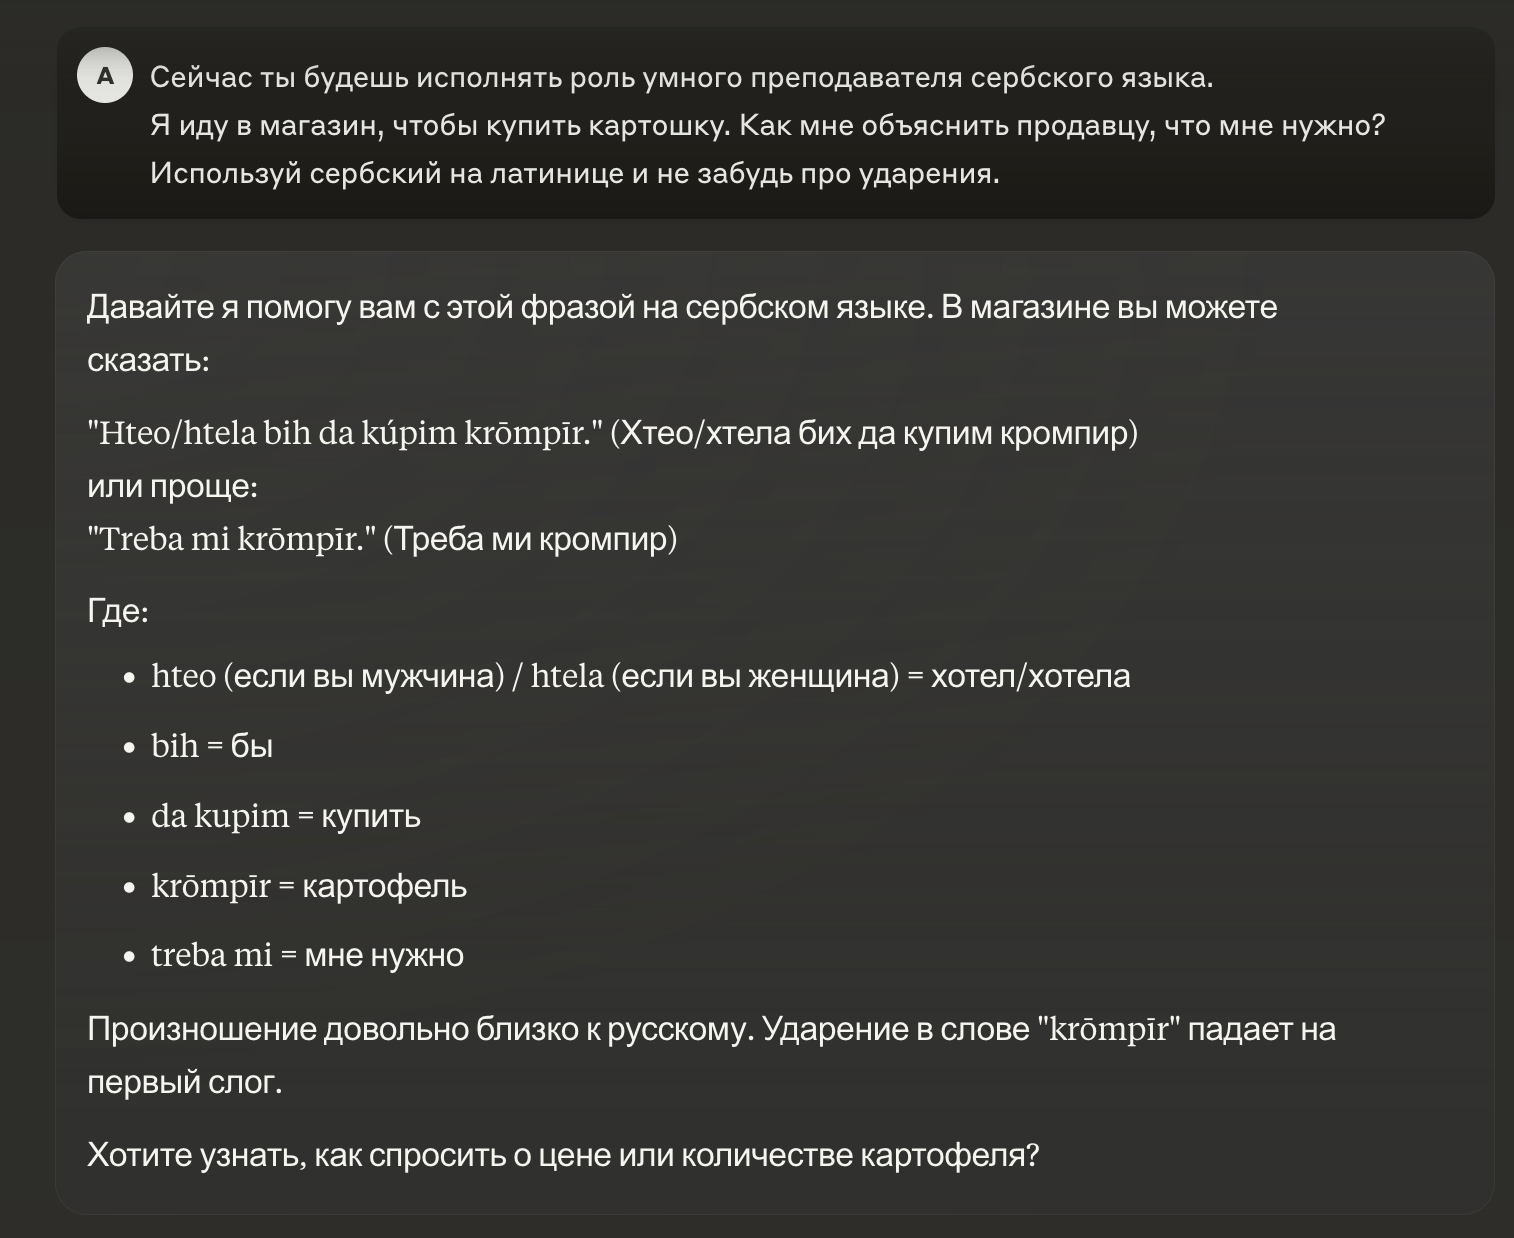 A
Сейчас ты будешь исполнять роль умного преподавателя сербского языка.
Я иду в магазин, чтобы купить картошку. Как мне объяснить продавцу, что мне нужно?
Используй сербский на латинице и не забудь про ударения.
Давайте я помогу вам с этой фразой на сербском языке. В магазине вы можете
сказать:
"Hteo/htela bih da kúpim krōmpīr." (Хтео/хтела бих да купим кромпир)
или проще:
"Treba mi krōmpīr." (Треба ми кромпир)
Где:
• hteo (если вы мужчина) / htela (если вы женщина) = хотел/хотела
• bih = бы
• da kupim = купить
• krōmpīr = картофель
• treba mi = мне нужно
Произношение довольно близко к русскому. Ударение в слове "krōmpīr" падает на
первый слог.
Хотите узнать, как спросить о цене или количестве картофеля?